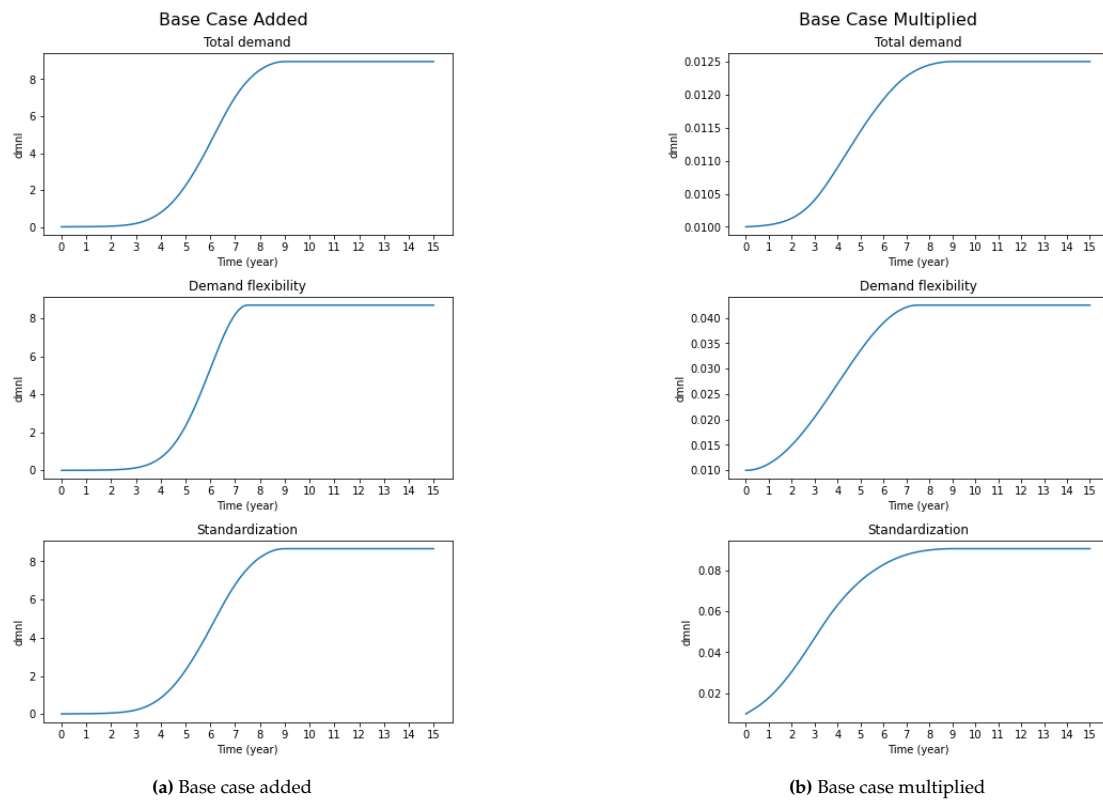 Base Case Added
Total demand
8
6
4
2
0
dmnl
0 1 2 3 4 5 6 7 8 9 10 11 12 13 14 15
Time (year)
Demand flexibility
8
6
4
2
0
dmnl
0 1 2 3 4 5 6 7 8 9 10 11 12 13 14 15
Time (year)
Standardization
8
6
4
2
0
dmnl
0 1 2 3 4 5 6 7 8 9 10 11 12 13 14 15
Time (year)
(a) Base case added
Base Case Multiplied
Total demand
0.0125
0.0120
0.0115
0.0110
0.0105
0.0100
dmnl
0 1 2 3 4 5 6 7 8 9 10 11 12 13 14 15
Time (year)
Demand flexibility
0.040
0.035
0.030
0.025
0.020
0.015
0.010
dmnl
0 1 2 3 4 5 6 7 8 9 10 11 12 13 14 15
Time (year)
Standardization
0.08
0.06
0.04
0.02
dmnl
0 1 2 3 4 5 6 7 8 9 10 11 12 13 14 15
Time (year)
(b) Base case multiplied